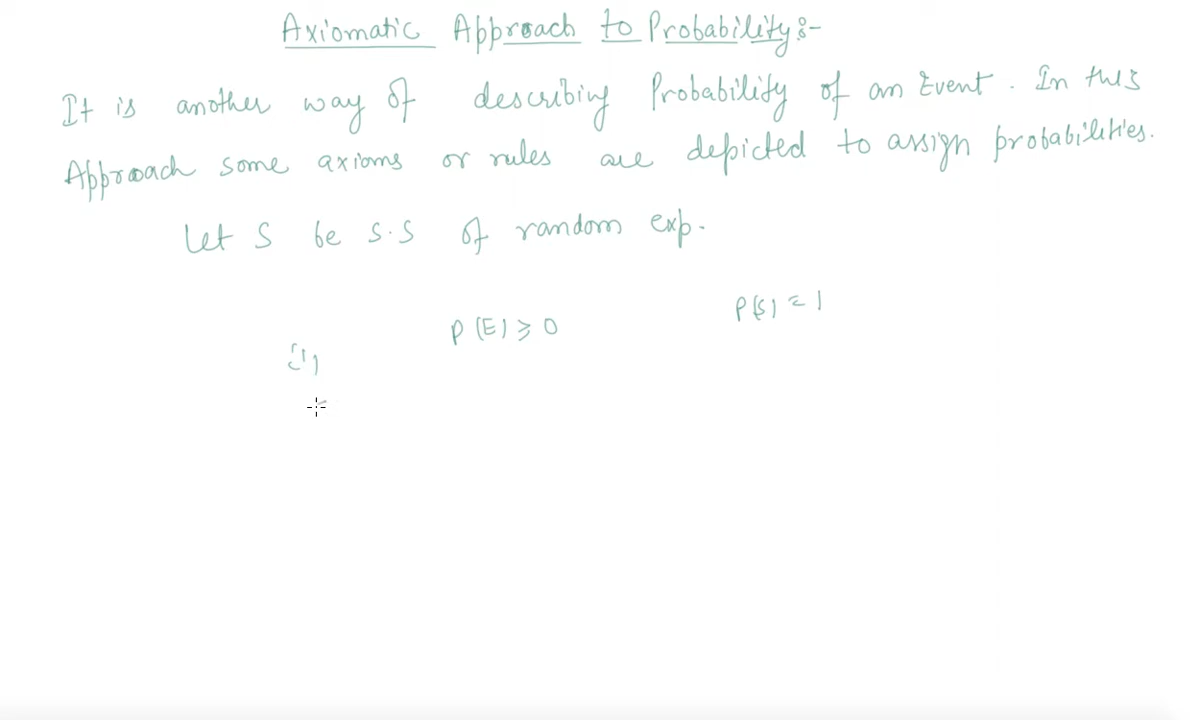 Axiomatic Approach to Probability:-
It is another way of describing Probability of an Event. In this
Approach some axioms or rules are depicted to assign probabilities.
Let S be S.S of random exp.
P(E) ≥ 0 P(S) = 1
(1)